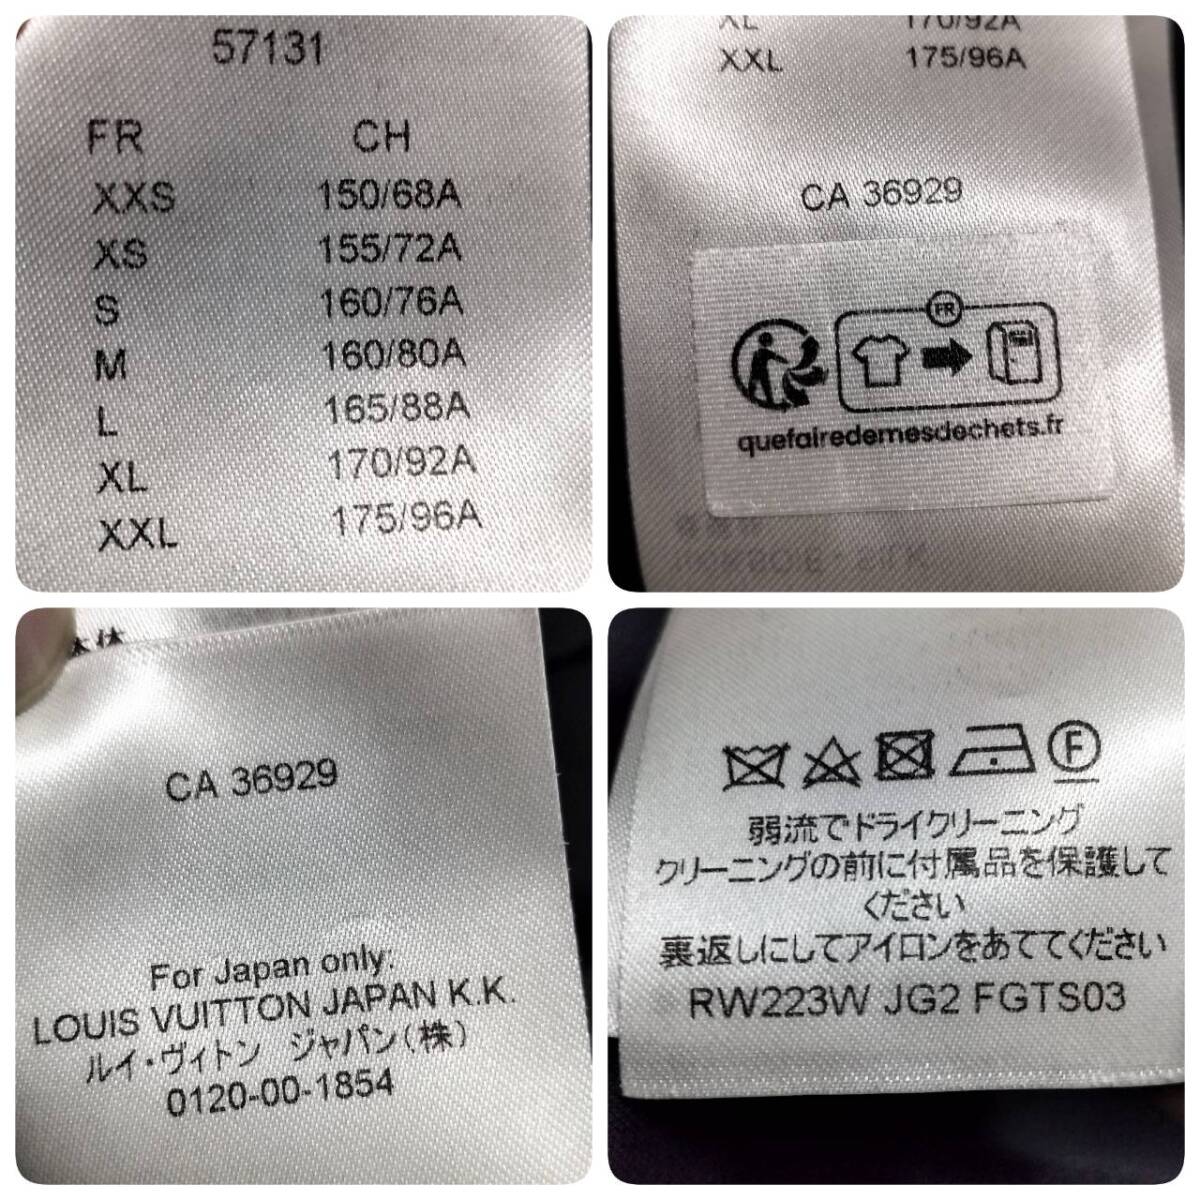 57131
FR CH
XXS 150/68A
XS 155/72A
S 160/76A
M 160/80A
L 165/88A
XL 170/92A
XXL 175/96A
XL 170/92A
XXL 175/96A
CA 36929
FR
quefairedemesdechets.fr
CA 36929
For Japan only:
LOUIS VUITTON JAPAN K.K.
ルイ・ヴィトン ジャパン(株)
0120-00-1854
F
弱流でドライクリーニング
クリーニングの前に付属品を保護して
ください
裏返しにしてアイロンをあててください
RW223W JG2 FGTS03